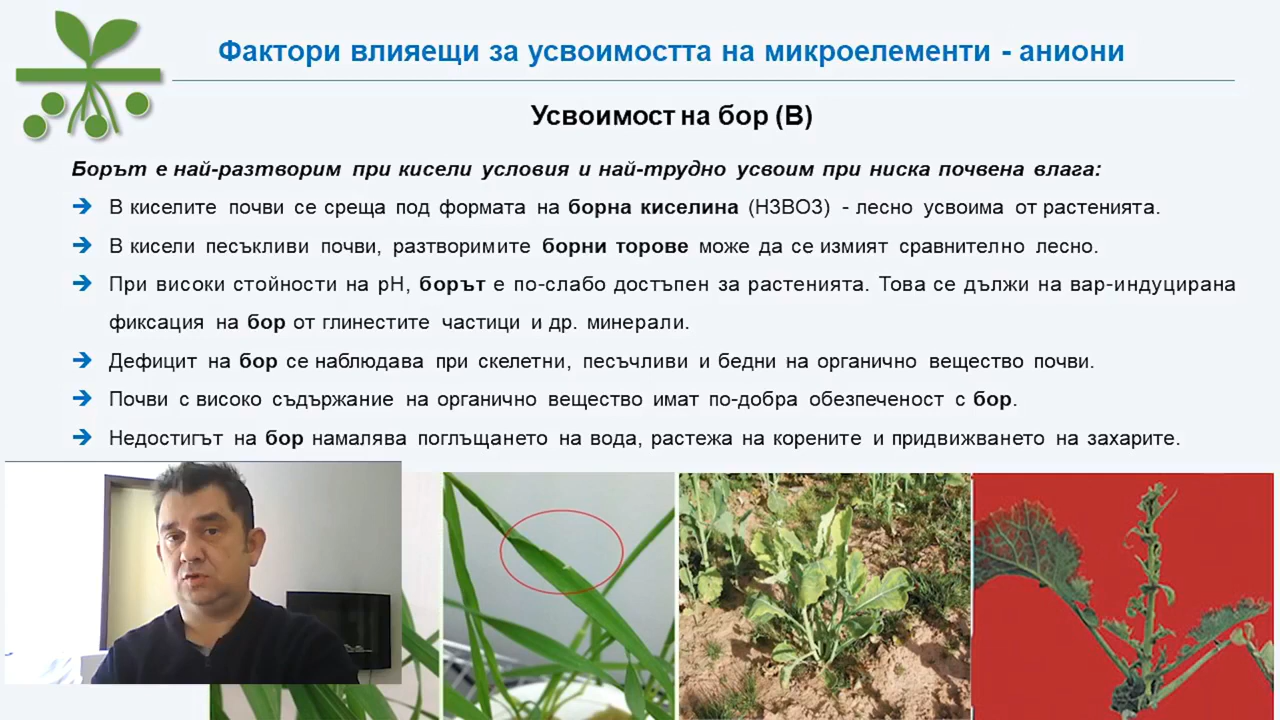 Фактори влияещи за усвоимостта на микроелементи - аниони
Усвоимост на бор (B)
Борът е най-разтворим при кисели условия и най-трудно усвоим при ниска почвена влага:
В киселите почви се среща под формата на борна киселина (H3BO3) - лесно усвоима от растенията.
В кисели песъкливи почви, разтворимите борни торове може да се измият сравнително лесно.
При високи стойности на pH, борът е по-слабо достъпен за растенията. Това се дължи на вар-индуцирана
фиксация на бор от глинестите частици и др. минерали.
Дефицит на бор се наблюдава при скелетни, песъчливи и бедни на органично вещество почви.
Почви с високо съдържание на органично вещество имат по-добра обезпеченост с бор.
Недостигът на бор намалява поглъщането на вода, растежа на корените и придвижването на захарите.